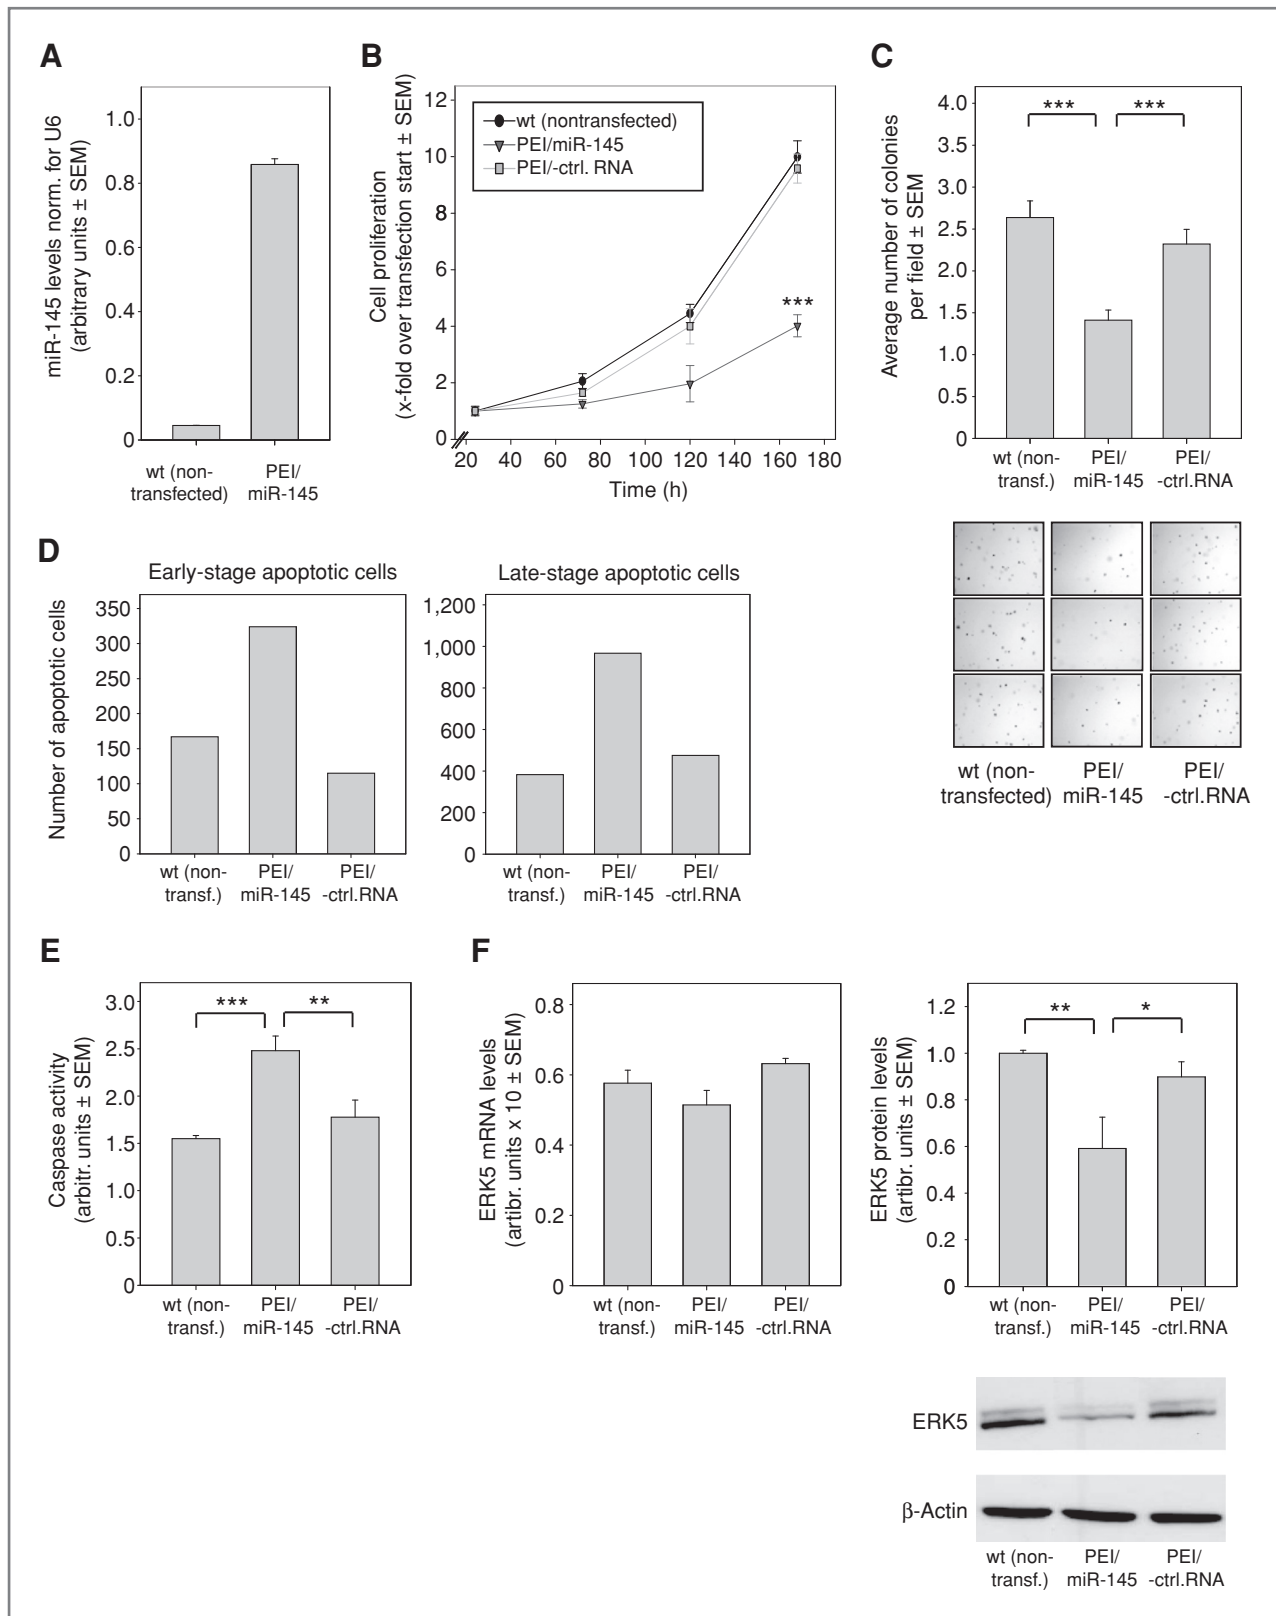 A
miR-145 levels norm. for U6
(arbitrary units ± SEM)
1.0
0.8
0.6
0.4
0.2
0
wt (non-
transfected)
PEI/
miR-145
B
Cell proliferation
(x-fold over transfection start ± SEM)
12
10
8
6
4
2
0
wt (nontransfected)
PEI/miR-145
PEI/-ctrl. RNA
***
20 40 60 80 100 120 140 160 180
Time (h)
C
Average number of colonies
per field ± SEM
4.0
3.5
3.0
2.5
2.0
1.5
1.0
0.5
0
*** ***
wt (non-
transf.)
PEI/
miR-145
PEI/
-ctrl.RNA
wt (non-
transfected)
PEI/
miR-145
PEI/
-ctrl.RNA
D
Early-stage apoptotic cells
Number of apoptotic cells
350
300
250
200
150
100
50
0
wt (non-
transf.)
PEI/
miR-145
PEI/
-ctrl.RNA
Late-stage apoptotic cells
1,200
1,000
800
600
400
200
0
wt (non-
transf.)
PEI/
miR-145
PEI/
-ctrl.RNA
E
Caspase activity
(arbitr. units ± SEM)
3.0
2.5
2.0
1.5
1.0
0.5
0
*** **
wt (non-
transf.)
PEI/
miR-145
PEI/
-ctrl.RNA
F
ERK5 mRNA levels
(artibr. units x 10 ± SEM)
0.8
0.6
0.4
0.2
0
wt (non-
transf.)
PEI/
miR-145
PEI/
-ctrl.RNA
ERK5 protein levels
(artibr. units ± SEM)
1.2
1.0
0.8
0.6
0.4
0.2
0
** *
wt (non-
transf.)
PEI/
miR-145
PEI/
-ctrl.RNA
ERK5
β-Actin
wt (non-
transf.)
PEI/
miR-145
PEI/
-ctrl.RNA